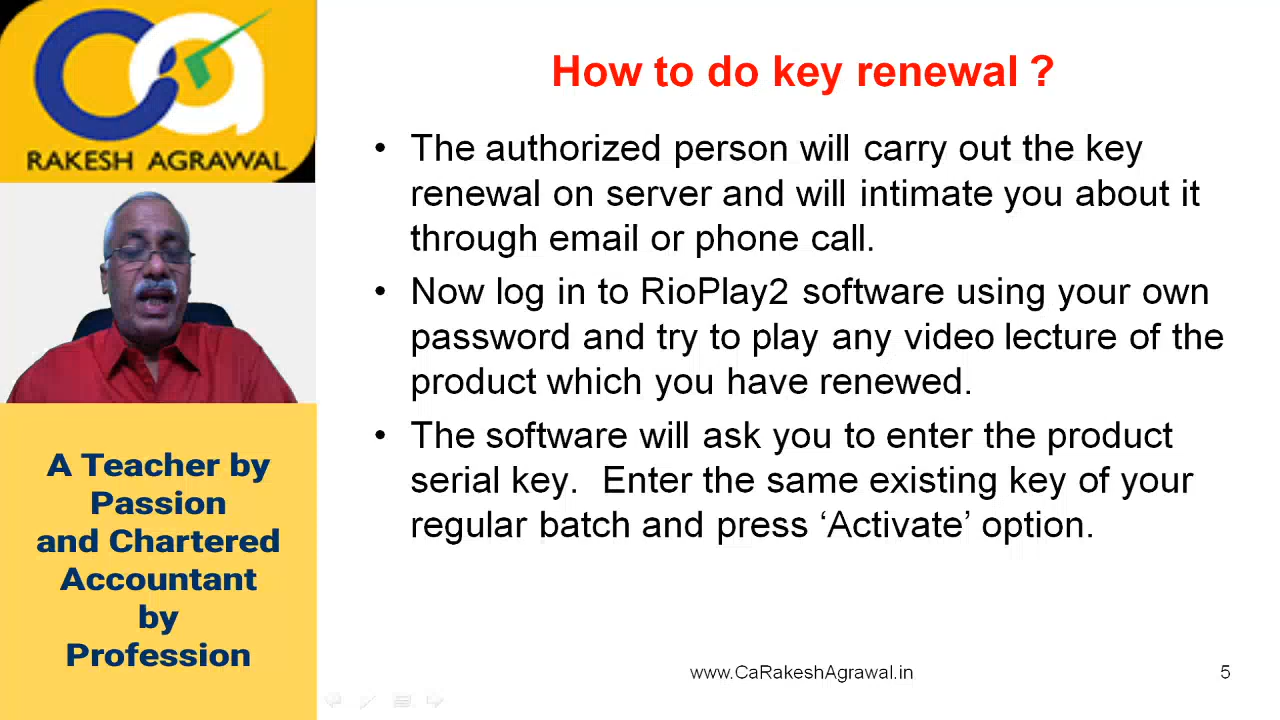 ca
RAKESH AGRAWAL
A Teacher by
Passion
and Chartered
Accountant
by
Profession
How to do key renewal ?
• The authorized person will carry out the key
renewal on server and will intimate you about it
through email or phone call.
• Now log in to RioPlay2 software using your own
password and try to play any video lecture of the
product which you have renewed.
• The software will ask you to enter the product
serial key.  Enter the same existing key of your
regular batch and press ‘Activate’ option.
www.CaRakeshAgrawal.in
5